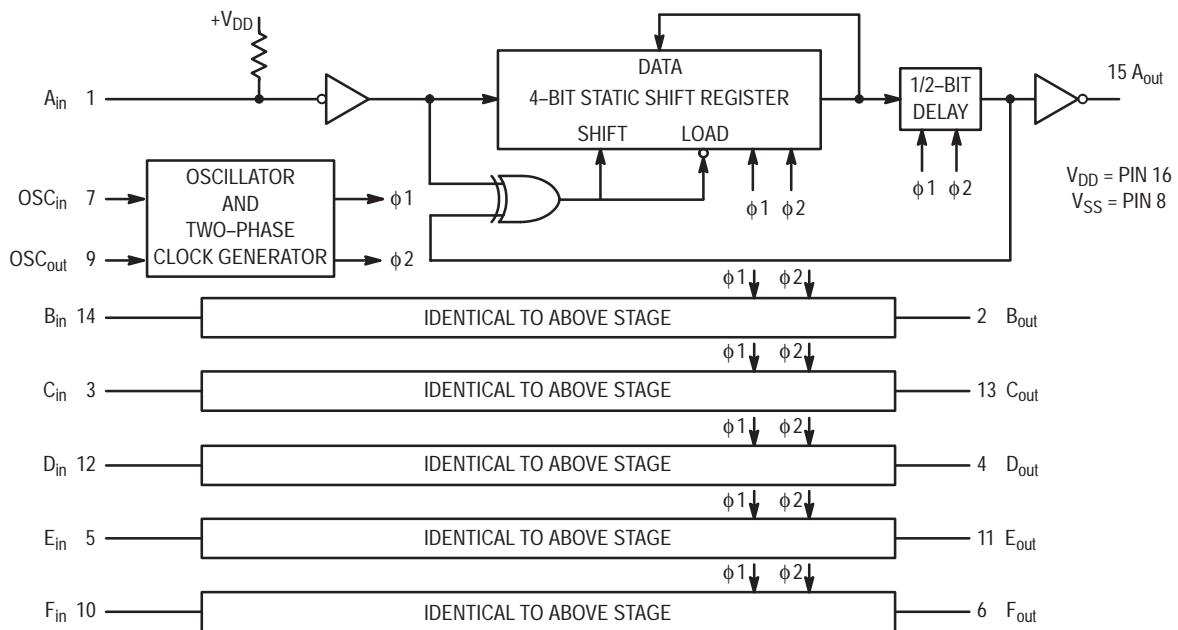 +VDD
Ain 1
DATA
4–BIT STATIC SHIFT REGISTER
SHIFT LOAD
1/2–BIT
DELAY
15 Aout
ϕ1 ϕ2
ϕ1 ϕ2
VDD = PIN 16
VSS = PIN 8
OSCin 7
OSCout 9
OSCILLATOR
AND
TWO–PHASE
CLOCK GENERATOR
ϕ1
ϕ2
ϕ1 ϕ2
Bin 14 IDENTICAL TO ABOVE STAGE 2 Bout
ϕ1 ϕ2
Cin 3 IDENTICAL TO ABOVE STAGE 13 Cout
ϕ1 ϕ2
Din 12 IDENTICAL TO ABOVE STAGE 4 Dout
ϕ1 ϕ2
Ein 5 IDENTICAL TO ABOVE STAGE 11 Eout
ϕ1 ϕ2
Fin 10 IDENTICAL TO ABOVE STAGE 6 Fout